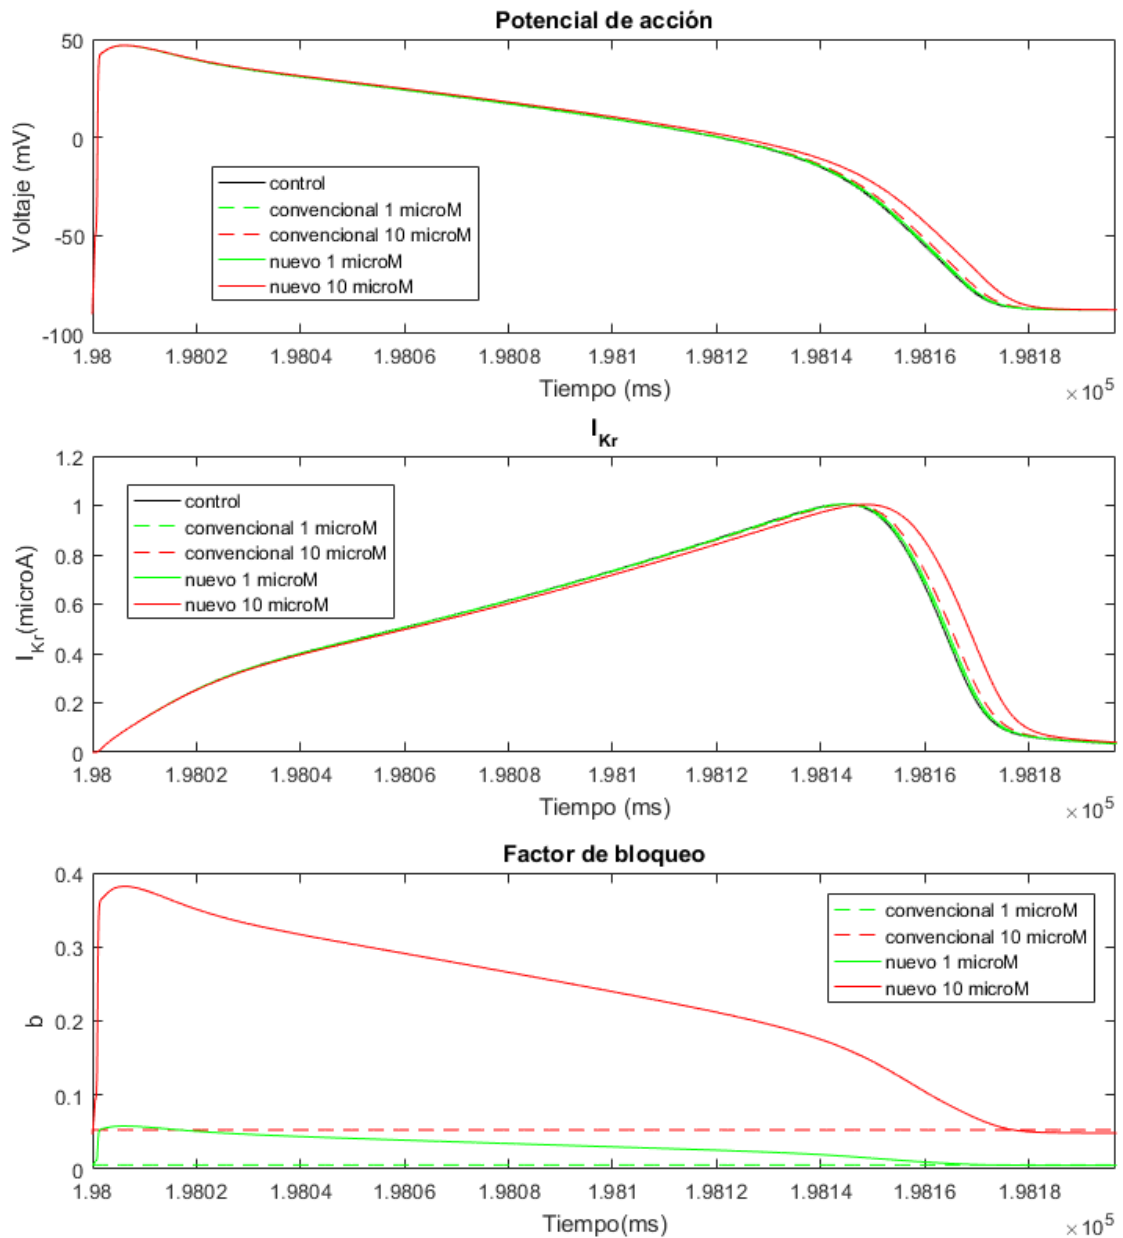 Potencial de acción
50
0
-50
-100
Voltaje (mV)
control
convencional 1 microM
convencional 10 microM
nuevo 1 microM
nuevo 10 microM
1.98 1.9802 1.9804 1.9806 1.9808 1.981 1.9812 1.9814 1.9816 1.9818
Tiempo (ms)
×10⁵
I_Kr
1.2
1
0.8
0.6
0.4
0.2
0
I_Kr(microA)
control
convencional 1 microM
convencional 10 microM
nuevo 1 microM
nuevo 10 microM
1.98 1.9802 1.9804 1.9806 1.9808 1.981 1.9812 1.9814 1.9816 1.9818
Tiempo (ms)
×10⁵
Factor de bloqueo
0.4
0.3
0.2
0.1
0
b
convencional 1 microM
convencional 10 microM
nuevo 1 microM
nuevo 10 microM
1.98 1.9802 1.9804 1.9806 1.9808 1.981 1.9812 1.9814 1.9816 1.9818
Tiempo(ms)
×10⁵